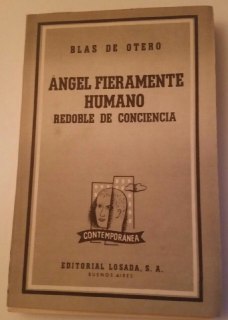 BLAS DE OTERO
ANGEL FIERAMENTE
HUMANO
REDOBLE DE CONCIENCIA
CONTEMPORANEA
EDITORIAL LOSADA, S. A.
BUENOS AIRES